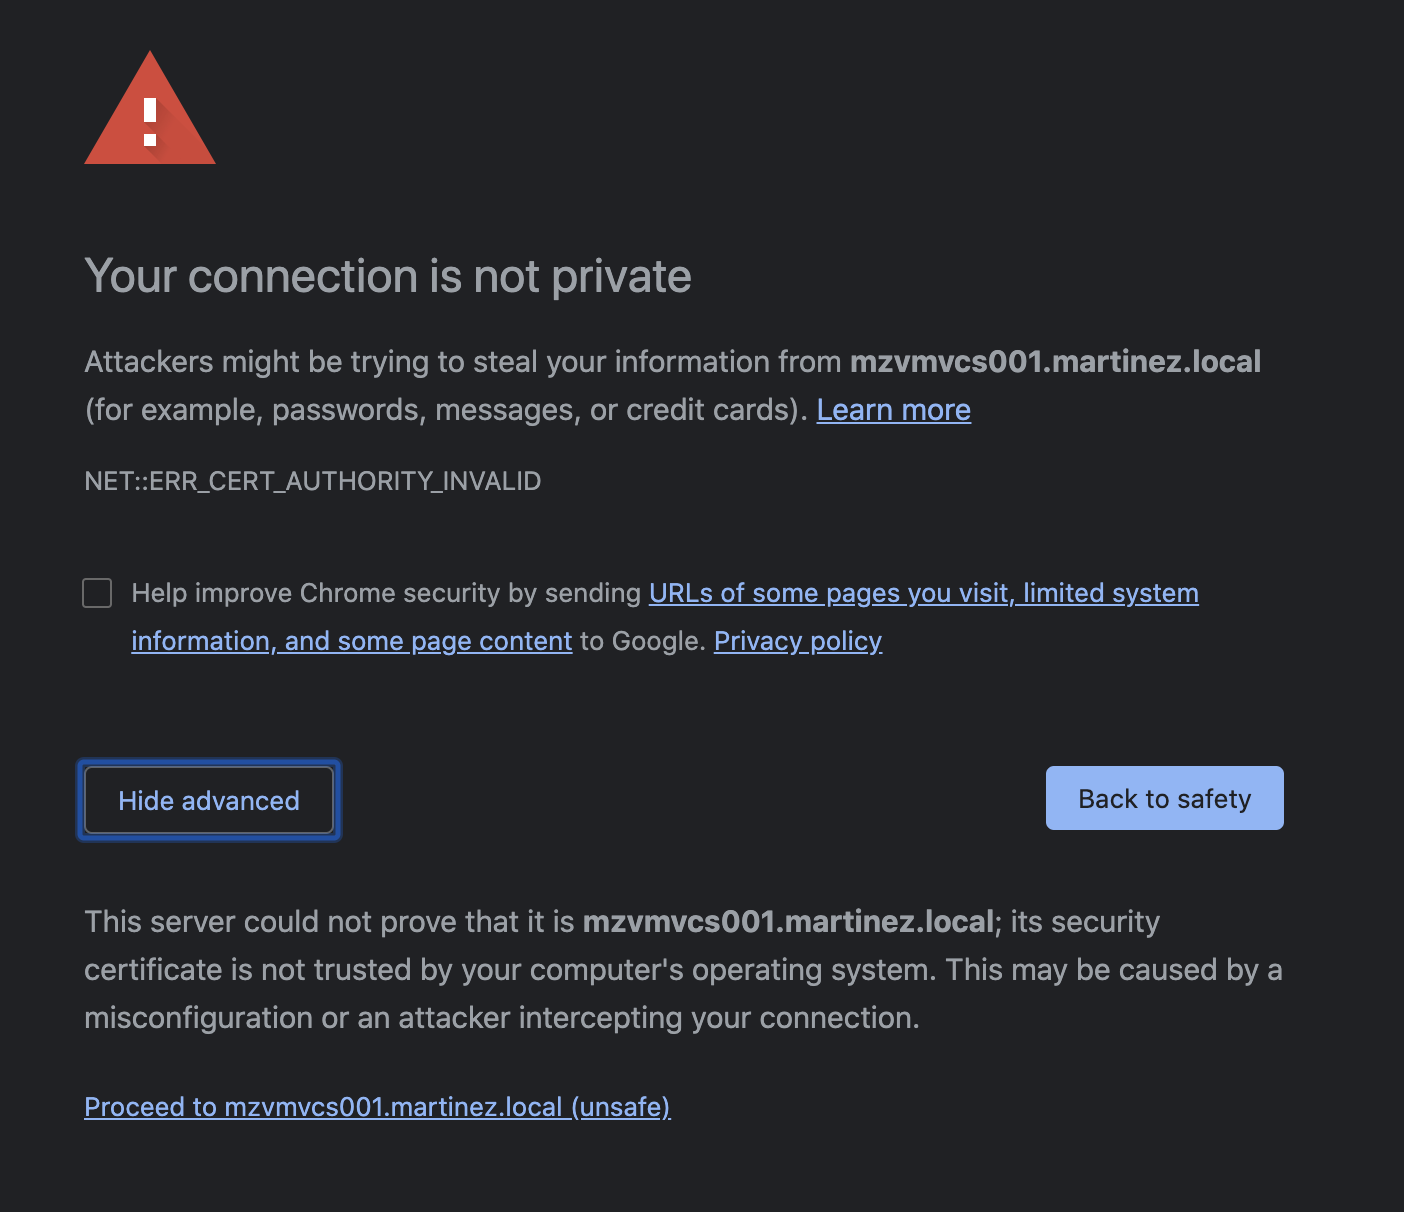 Your connection is not private
Attackers might be trying to steal your information from mzvmvcs001.martinez.local
(for example, passwords, messages, or credit cards). Learn more
NET::ERR_CERT_AUTHORITY_INVALID
Help improve Chrome security by sending URLs of some pages you visit, limited system
information, and some page content to Google. Privacy policy
Hide advanced
Back to safety
This server could not prove that it is mzvmvcs001.martinez.local; its security
certificate is not trusted by your computer's operating system. This may be caused by a
misconfiguration or an attacker intercepting your connection.
Proceed to mzvmvcs001.martinez.local (unsafe)